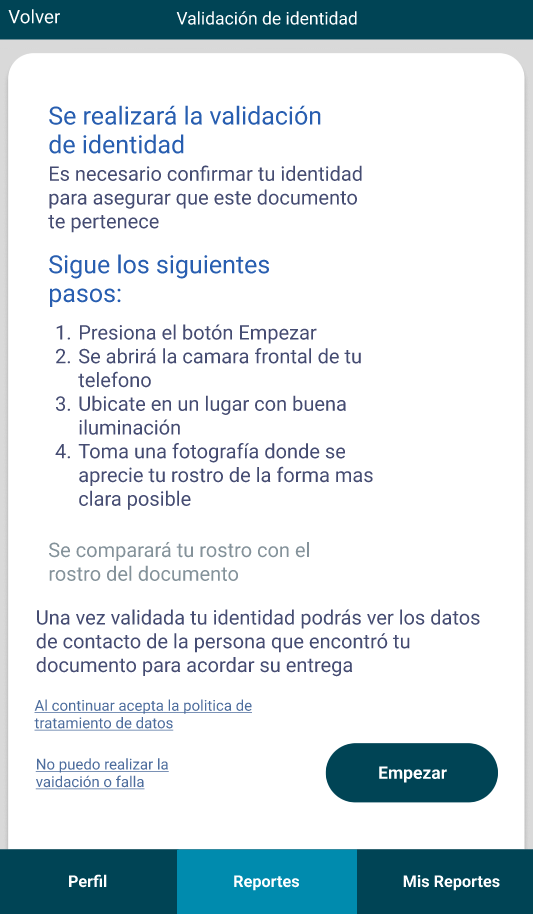 Volver
Validación de identidad
Se realizará la validación
de identidad
Es necesario confirmar tu identidad
para asegurar que este documento
te pertenece
Sigue los siguientes
pasos:
1. Presiona el botón Empezar
2. Se abrirá la camara frontal de tu
telefono
3. Ubicate en un lugar con buena
iluminación
4. Toma una fotografía donde se
aprecie tu rostro de la forma mas
clara posible
Se comparará tu rostro con el
rostro del documento
Una vez validada tu identidad podrás ver los datos
de contacto de la persona que encontró tu
documento para acordar su entrega
Al continuar acepta la politica de
tratamiento de datos
No puedo realizar la
vaidación o falla
Empezar
Perfil
Reportes
Mis Reportes